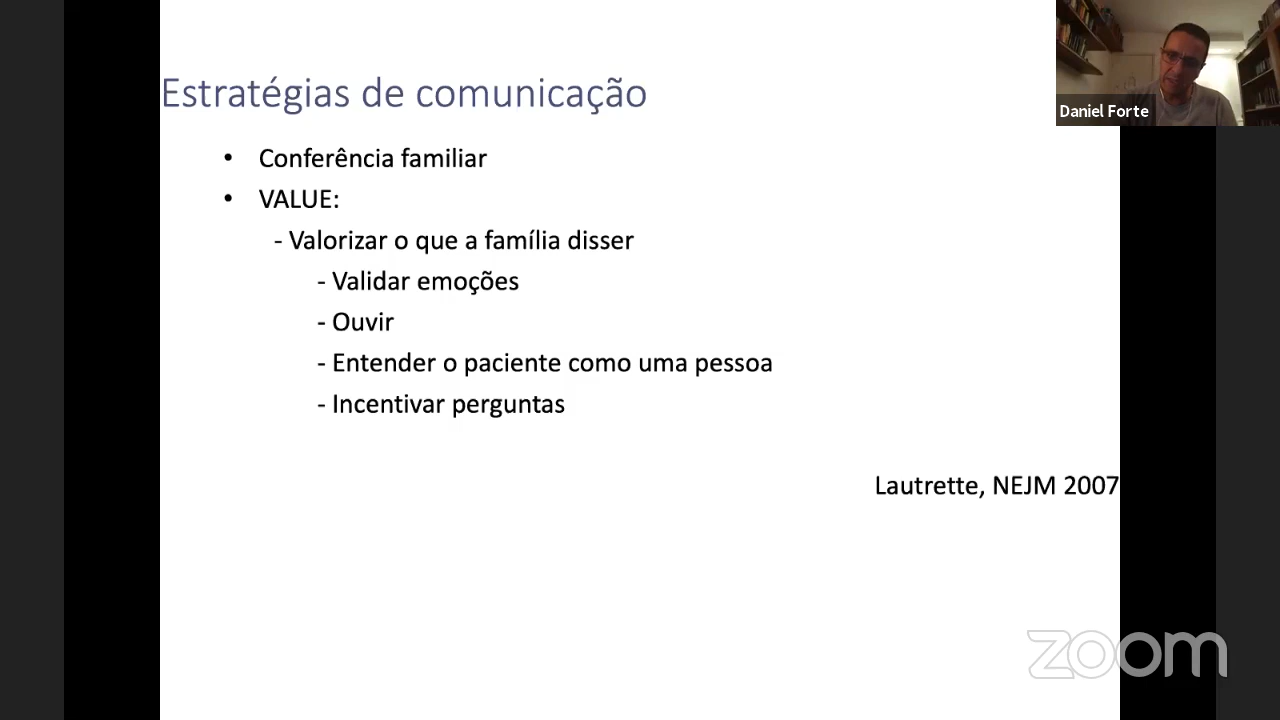 Estratégias de comunicação
• Conferência familiar
• VALUE:
- Valorizar o que a família disser
- Validar emoções
- Ouvir
- Entender o paciente como uma pessoa
- Incentivar perguntas
Lautrette, NEJM 2007
Daniel Forte
zoom